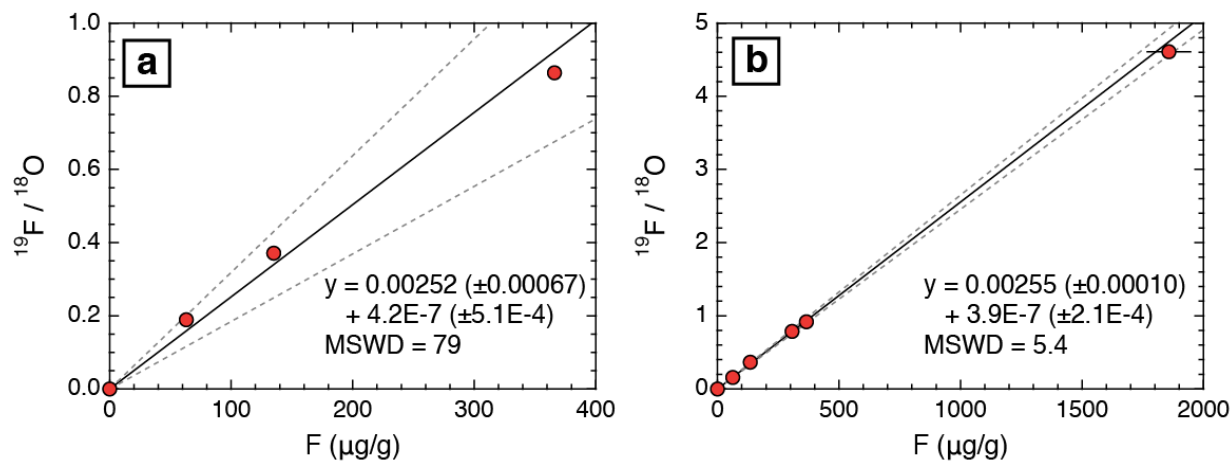 a
1.0
0.8
0.6
0.4
0.2
0.0
¹⁹F / ¹⁸O
y = 0.00252 (±0.00067)
+ 4.2E-7 (±5.1E-4)
MSWD = 79
0 100 200 300 400
F (µg/g)
b
5
4
3
2
1
0
¹⁹F / ¹⁸O
y = 0.00255 (±0.00010)
+ 3.9E-7 (±2.1E-4)
MSWD = 5.4
0 500 1000 1500 2000
F (µg/g)